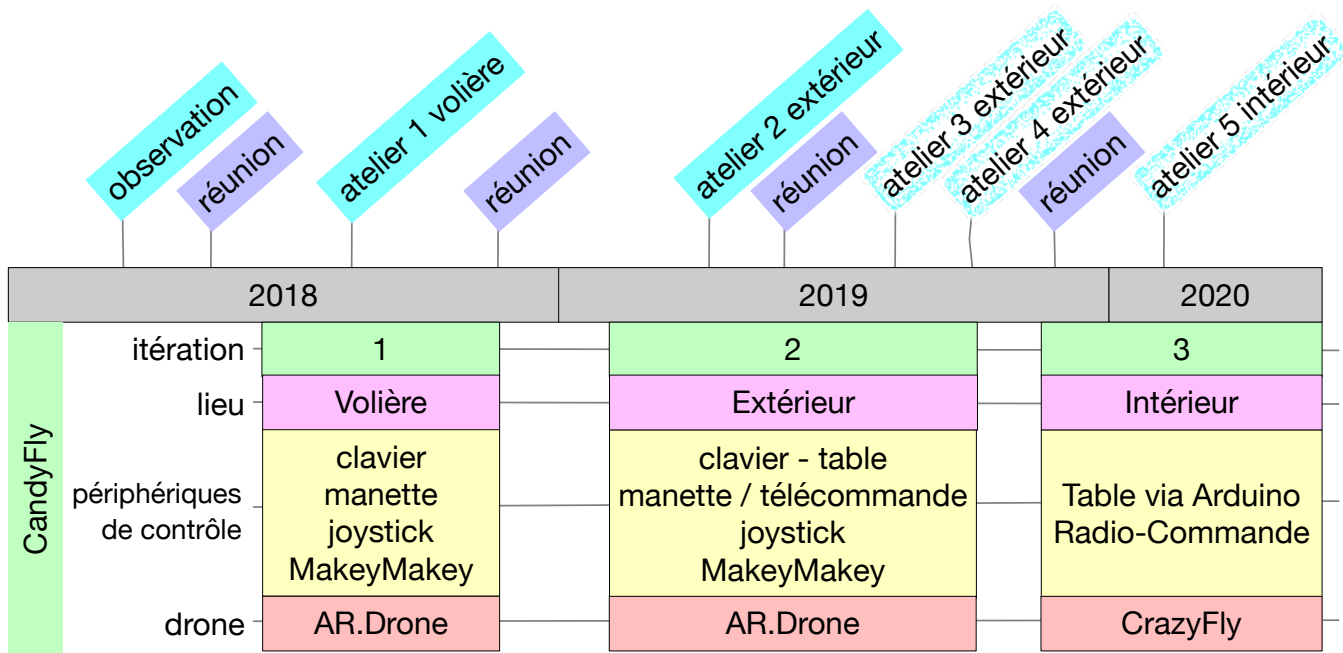 observation
réunion
atelier 1 volière
réunion
atelier 2 extérieur
réunion
atelier 3 extérieur
atelier 4 extérieur
réunion
atelier 5 intérieur
2018
2019
2020
CandyFly
itération
1
2
3
lieu
Volière
Extérieur
Intérieur
périphériques
de contrôle
clavier
manette
joystick
MakeyMakey
clavier - table
manette / télécommande
joystick
MakeyMakey
Table via Arduino
Radio-Commande
drone
AR.Drone
AR.Drone
CrazyFly